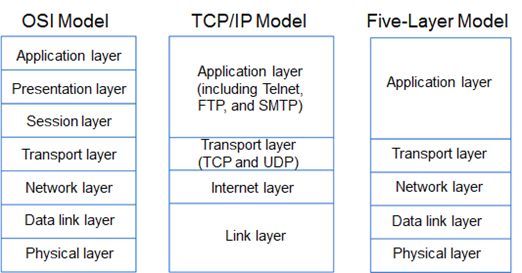 OSI Model
Application layer
Presentation layer
Session layer
Transport layer
Network layer
Data link layer
Physical layer
TCP/IP Model
Application layer
(including Telnet,
FTP, and SMTP)
Transport layer
(TCP and UDP)
Internet layer
Link layer
Five-Layer Model
Application layer
Transport layer
Network layer
Data link layer
Physical layer